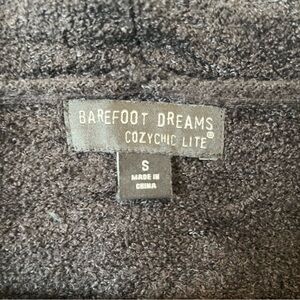 BAREFOOT DREAMS
COZYCHIC LITE®
S
MADE IN
CHINA